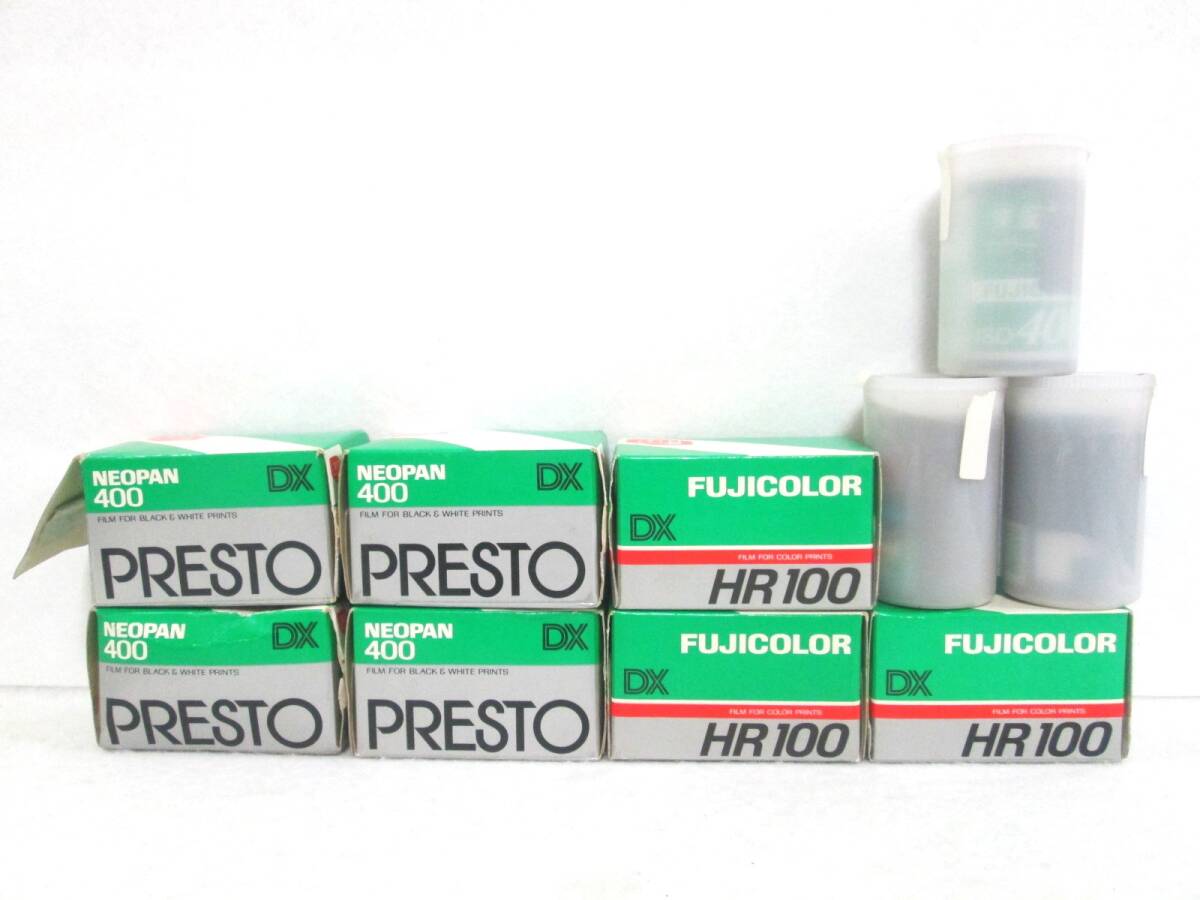 NEOPAN
400
DX
FILM FOR BLACK & WHITE PRINTS
PRESTO
NEOPAN
400
DX
FILM FOR BLACK & WHITE PRINTS
PRESTO
FUJICOLOR
DX
FILM FOR COLOR PRINTS
HR100
NEOPAN
400
DX
FILM FOR BLACK & WHITE PRINTS
PRESTO
NEOPAN
400
DX
FILM FOR BLACK & WHITE PRINTS
PRESTO
FUJICOLOR
DX
FILM FOR COLOR PRINTS
HR100
FUJICOLOR
DX
FILM FOR COLOR PRINTS
HR100